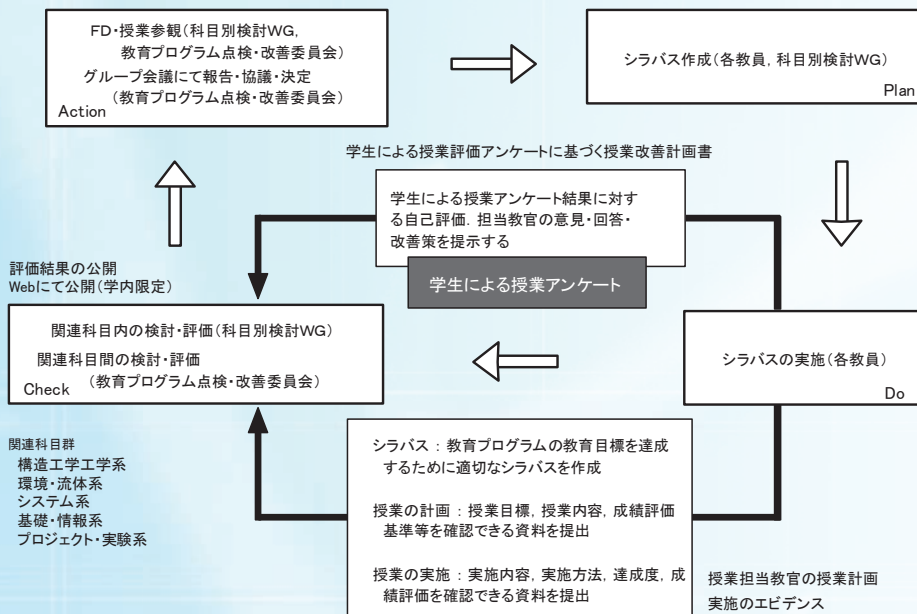 FD・授業参観(科目別検討WG,
教育プログラム点検・改善委員会)
グループ会議にて報告・協議・決定
(教育プログラム点検・改善委員会)
Action
シラバス作成(各教員, 科目別検討WG)
Plan
学生による授業評価アンケートに基づく授業改善計画書
学生による授業アンケート結果に対す
る自己評価. 担当教官の意見・回答・
改善策を提示する
学生による授業アンケート
評価結果の公開
Webにて公開(学内限定)
関連科目内の検討・評価(科目別検討WG)
関連科目間の検討・評価
(教育プログラム点検・改善委員会)
Check
シラバスの実施(各教員)
Do
関連科目群
構造工学工学系
環境・流体系
システム系
基礎・情報系
プロジェクト・実験系
シラバス : 教育プログラムの教育目標を達成
するために適切なシラバスを作成
授業の計画 : 授業目標, 授業内容, 成績評価
基準等を確認できる資料を提出
授業の実施 : 実施内容, 実施方法, 達成度, 成
績評価を確認できる資料を提出
授業担当教官の授業計画
実施のエビデンス